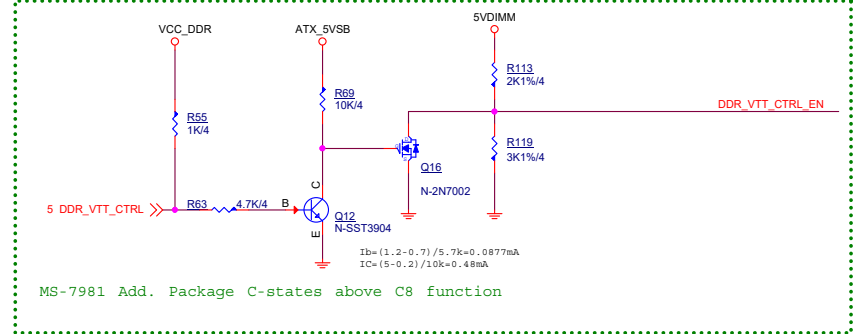 VCC_DDR
ATX_5VSB
5VDIMM
R113
2K1%/4
R69
10K/4
DDR_VTT_CTRL_EN
R55
1K/4
R119
3K1%/4
Q16
N-2N7002
C
5 DDR_VTT_CTRL
R63
4.7K/4
B
Q12
N-SST3904
E
Ib=(1.2-0.7)/5.7k=0.0877mA
IC=(5-0.2)/10k=0.48mA
MS-7981 Add. Package C-states above C8 function